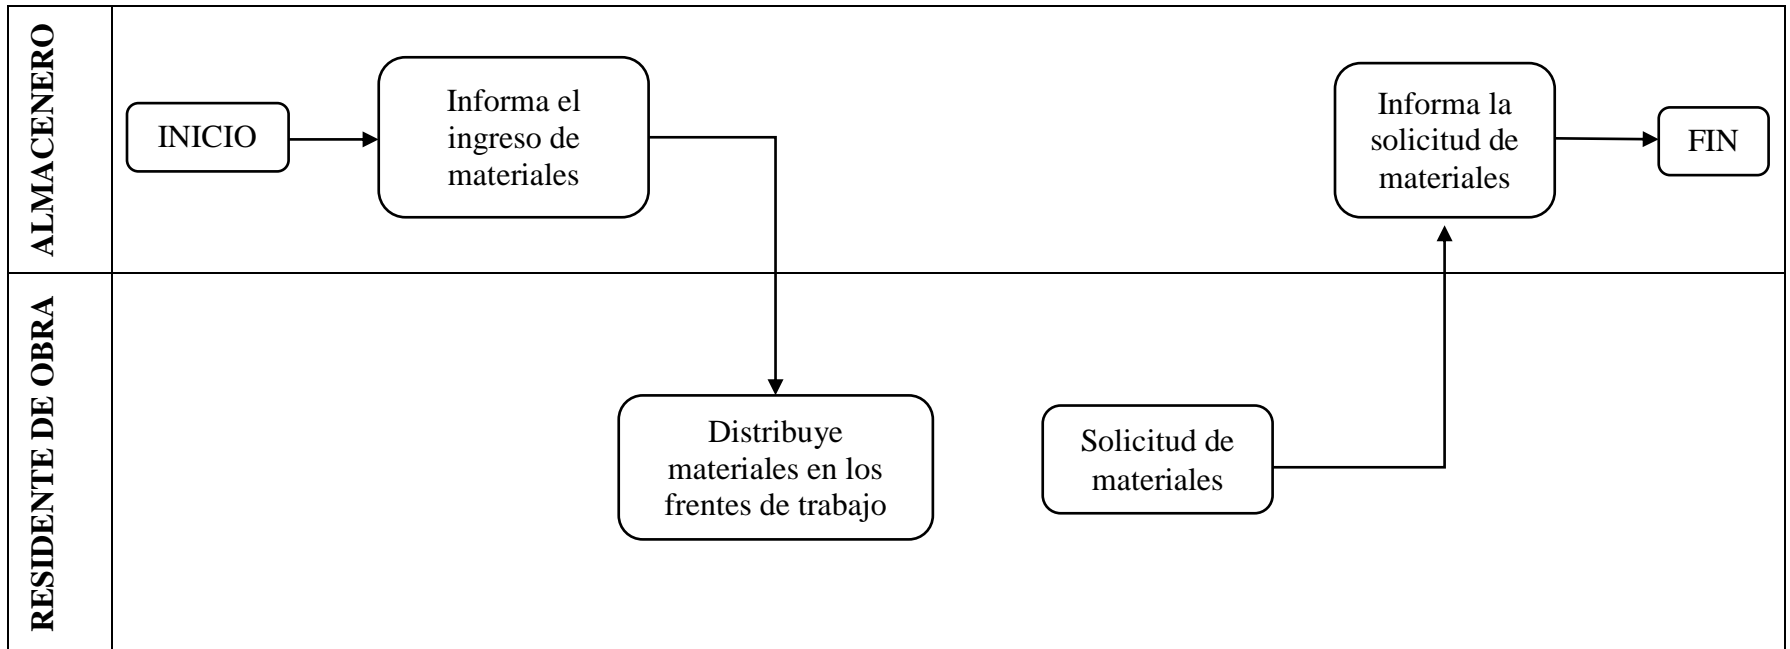 ALMACENERO
INICIO
Informa el
ingreso de
materiales
Informa la
solicitud de
materiales
FIN
RESIDENTE DE OBRA
Distribuye
materiales en los
frentes de trabajo
Solicitud de
materiales